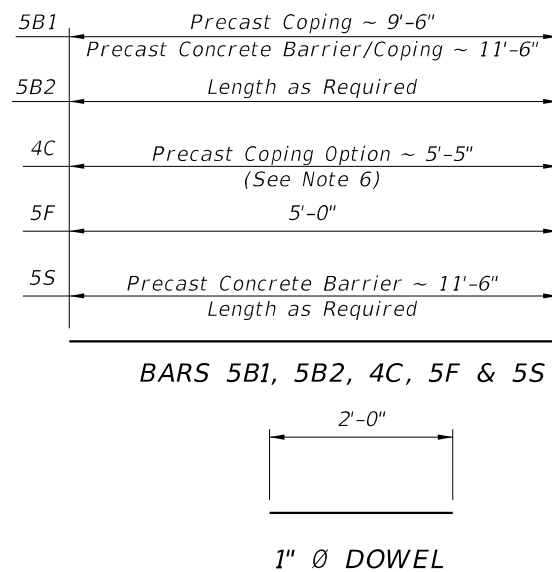 5B1
Precast Coping ~ 9'-6"
Precast Concrete Barrier/Coping ~ 11'-6"
5B2
Length as Required
4C
Precast Coping Option ~ 5'-5"
(See Note 6)
5F
5'-0"
5S
Precast Concrete Barrier ~ 11'-6"
Length as Required
BARS 5B1, 5B2, 4C, 5F & 5S
2'-0"
1" Ø DOWEL